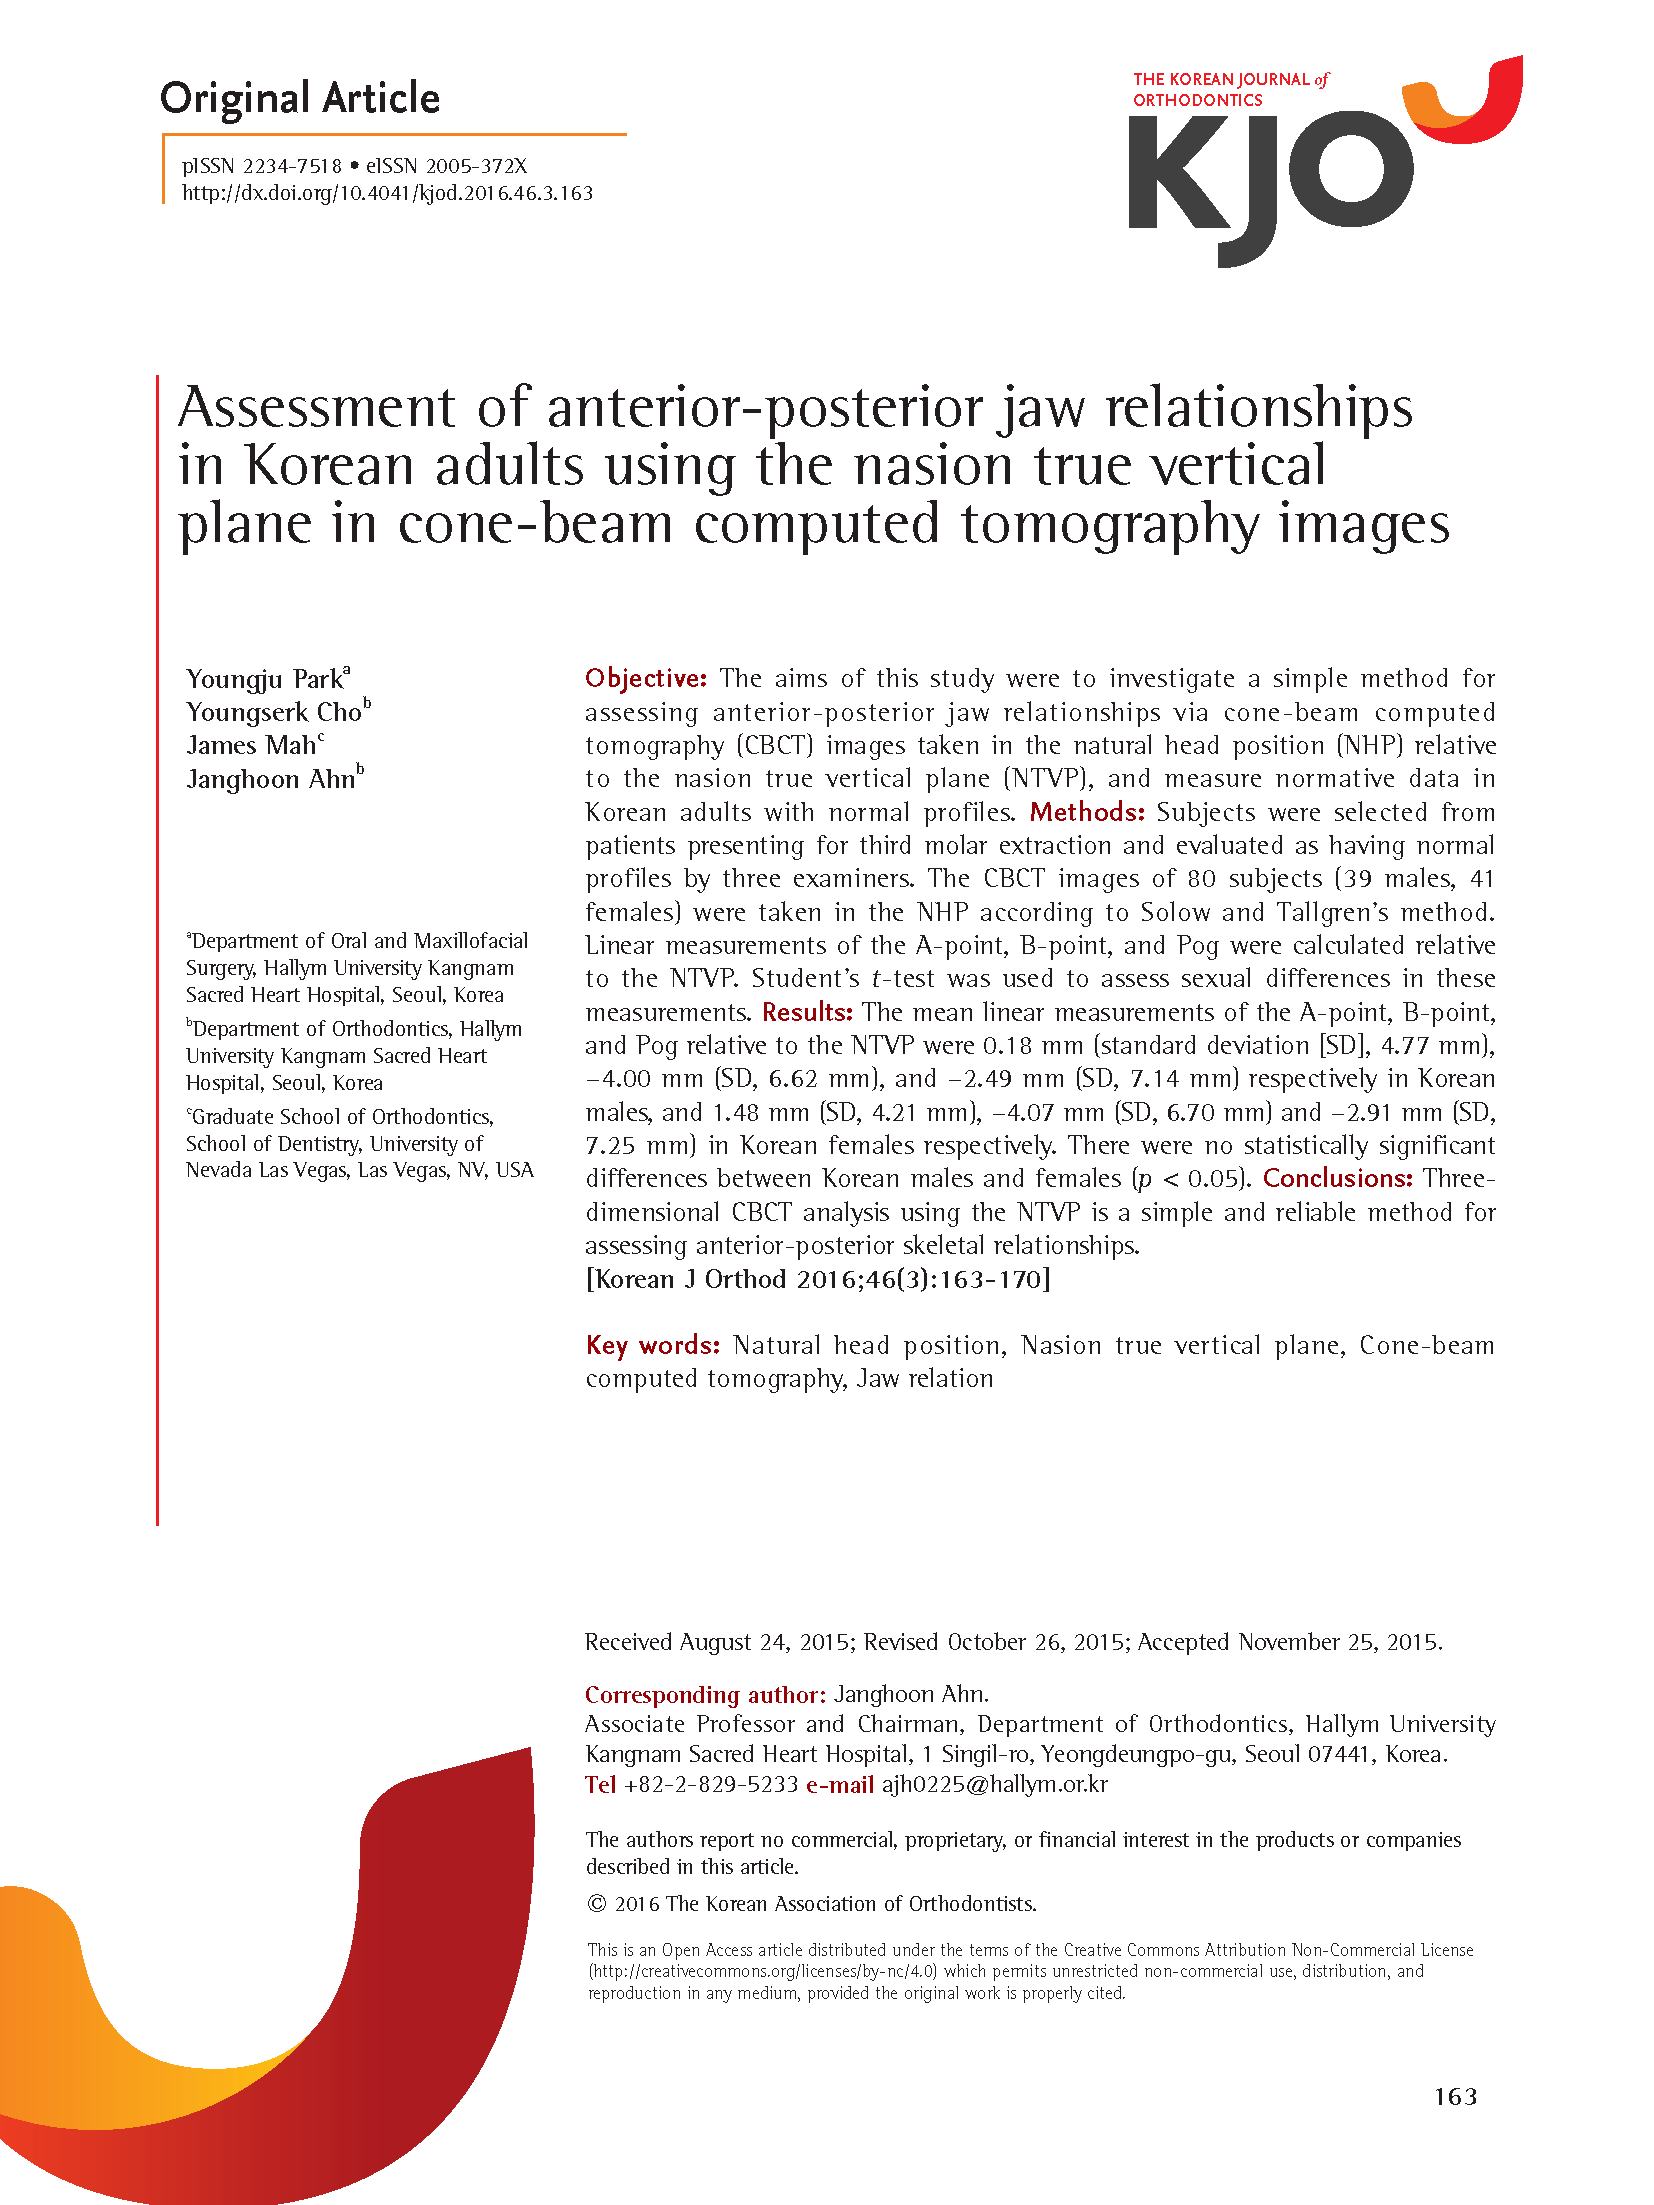 Original Article
pISSN 2234-7518 • eISSN 2005-372X
http://dx.doi.org/10.4041/kjod.2016.46.3.163
THE KOREAN JOURNAL of
ORTHODONTICS
KJO
Assessment of anterior-posterior jaw relationships
in Korean adults using the nasion true vertical
plane in cone-beam computed tomography images
Youngju Parkᵃ
Youngserk Choᵇ
James Mahᶜ
Janghoon Ahnᵇ
ᵃDepartment of Oral and Maxillofacial
Surgery, Hallym University Kangnam
Sacred Heart Hospital, Seoul, Korea
ᵇDepartment of Orthodontics, Hallym
University Kangnam Sacred Heart
Hospital, Seoul, Korea
ᶜGraduate School of Orthodontics,
School of Dentistry, University of
Nevada Las Vegas, Las Vegas, NV, USA
Objective: The aims of this study were to investigate a simple method for
assessing anterior-posterior jaw relationships via cone-beam computed
tomography (CBCT) images taken in the natural head position (NHP) relative
to the nasion true vertical plane (NTVP), and measure normative data in
Korean adults with normal profiles. Methods: Subjects were selected from
patients presenting for third molar extraction and evaluated as having normal
profiles by three examiners. The CBCT images of 80 subjects (39 males, 41
females) were taken in the NHP according to Solow and Tallgren's method.
Linear measurements of the A-point, B-point, and Pog were calculated relative
to the NTVP. Student's t-test was used to assess sexual differences in these
measurements. Results: The mean linear measurements of the A-point, B-point,
and Pog relative to the NTVP were 0.18 mm (standard deviation [SD], 4.77 mm),
−4.00 mm (SD, 6.62 mm), and −2.49 mm (SD, 7.14 mm) respectively in Korean
males, and 1.48 mm (SD, 4.21 mm), −4.07 mm (SD, 6.70 mm) and −2.91 mm (SD,
7.25 mm) in Korean females respectively. There were no statistically significant
differences between Korean males and females (p < 0.05). Conclusions: Three-
dimensional CBCT analysis using the NTVP is a simple and reliable method for
assessing anterior-posterior skeletal relationships.
[Korean J Orthod 2016;46(3):163-170]
Key words: Natural head position, Nasion true vertical plane, Cone-beam
computed tomography, Jaw relation
Received August 24, 2015; Revised October 26, 2015; Accepted November 25, 2015.
Corresponding author: Janghoon Ahn.
Associate Professor and Chairman, Department of Orthodontics, Hallym University
Kangnam Sacred Heart Hospital, 1 Singil-ro, Yeongdeungpo-gu, Seoul 07441, Korea.
Tel +82-2-829-5233 e-mail ajh0225@hallym.or.kr
The authors report no commercial, proprietary, or financial interest in the products or companies
described in this article.
© 2016 The Korean Association of Orthodontists.
This is an Open Access article distributed under the terms of the Creative Commons Attribution Non-Commercial License
(http://creativecommons.org/licenses/by-nc/4.0) which permits unrestricted non-commercial use, distribution, and
reproduction in any medium, provided the original work is properly cited.
163